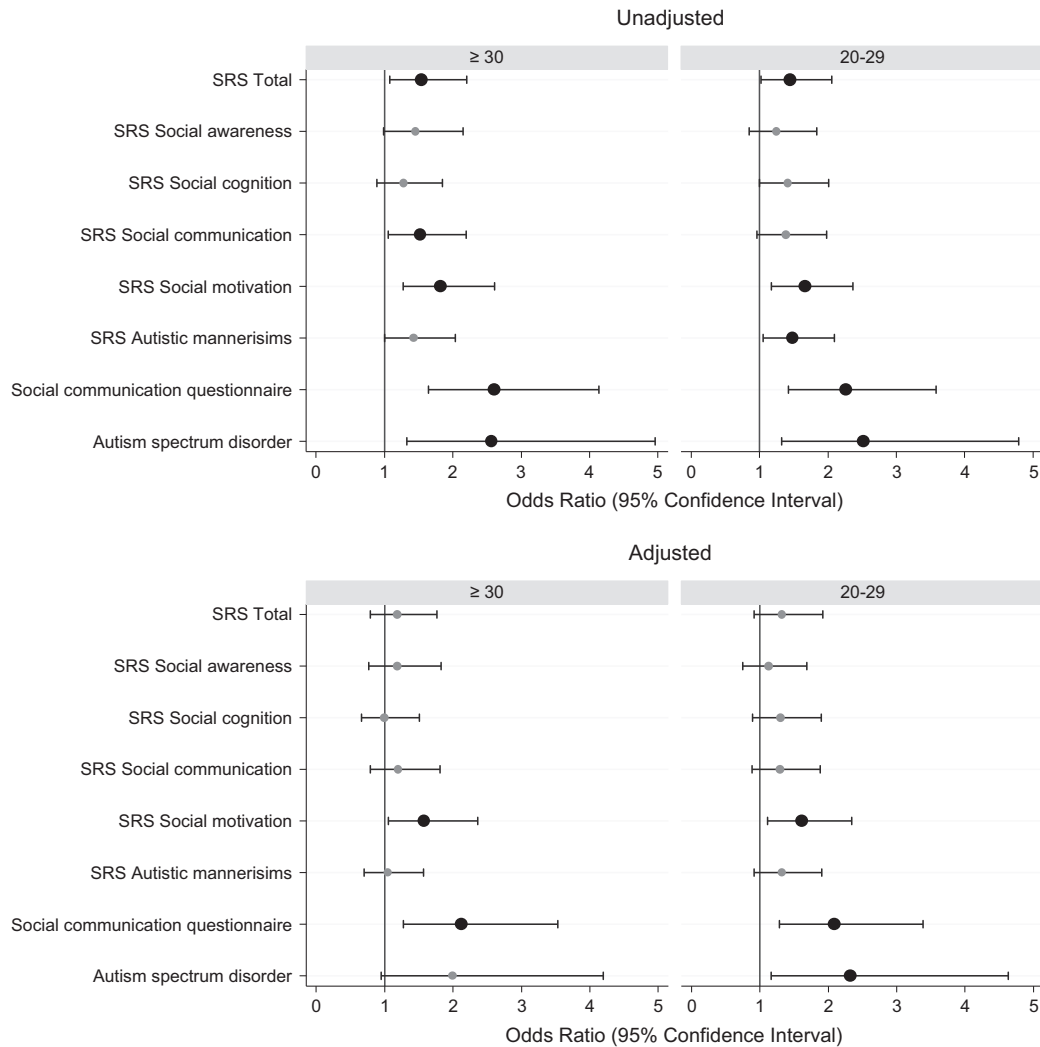 Unadjusted
≥ 30
20-29
SRS Total
SRS Social awareness
SRS Social cognition
SRS Social communication
SRS Social motivation
SRS Autistic mannerisims
Social communication questionnaire
Autism spectrum disorder
0 1 2 3 4 5
0 1 2 3 4 5
Odds Ratio (95% Confidence Interval)
Adjusted
≥ 30
20-29
SRS Total
SRS Social awareness
SRS Social cognition
SRS Social communication
SRS Social motivation
SRS Autistic mannerisims
Social communication questionnaire
Autism spectrum disorder
0 1 2 3 4 5
0 1 2 3 4 5
Odds Ratio (95% Confidence Interval)